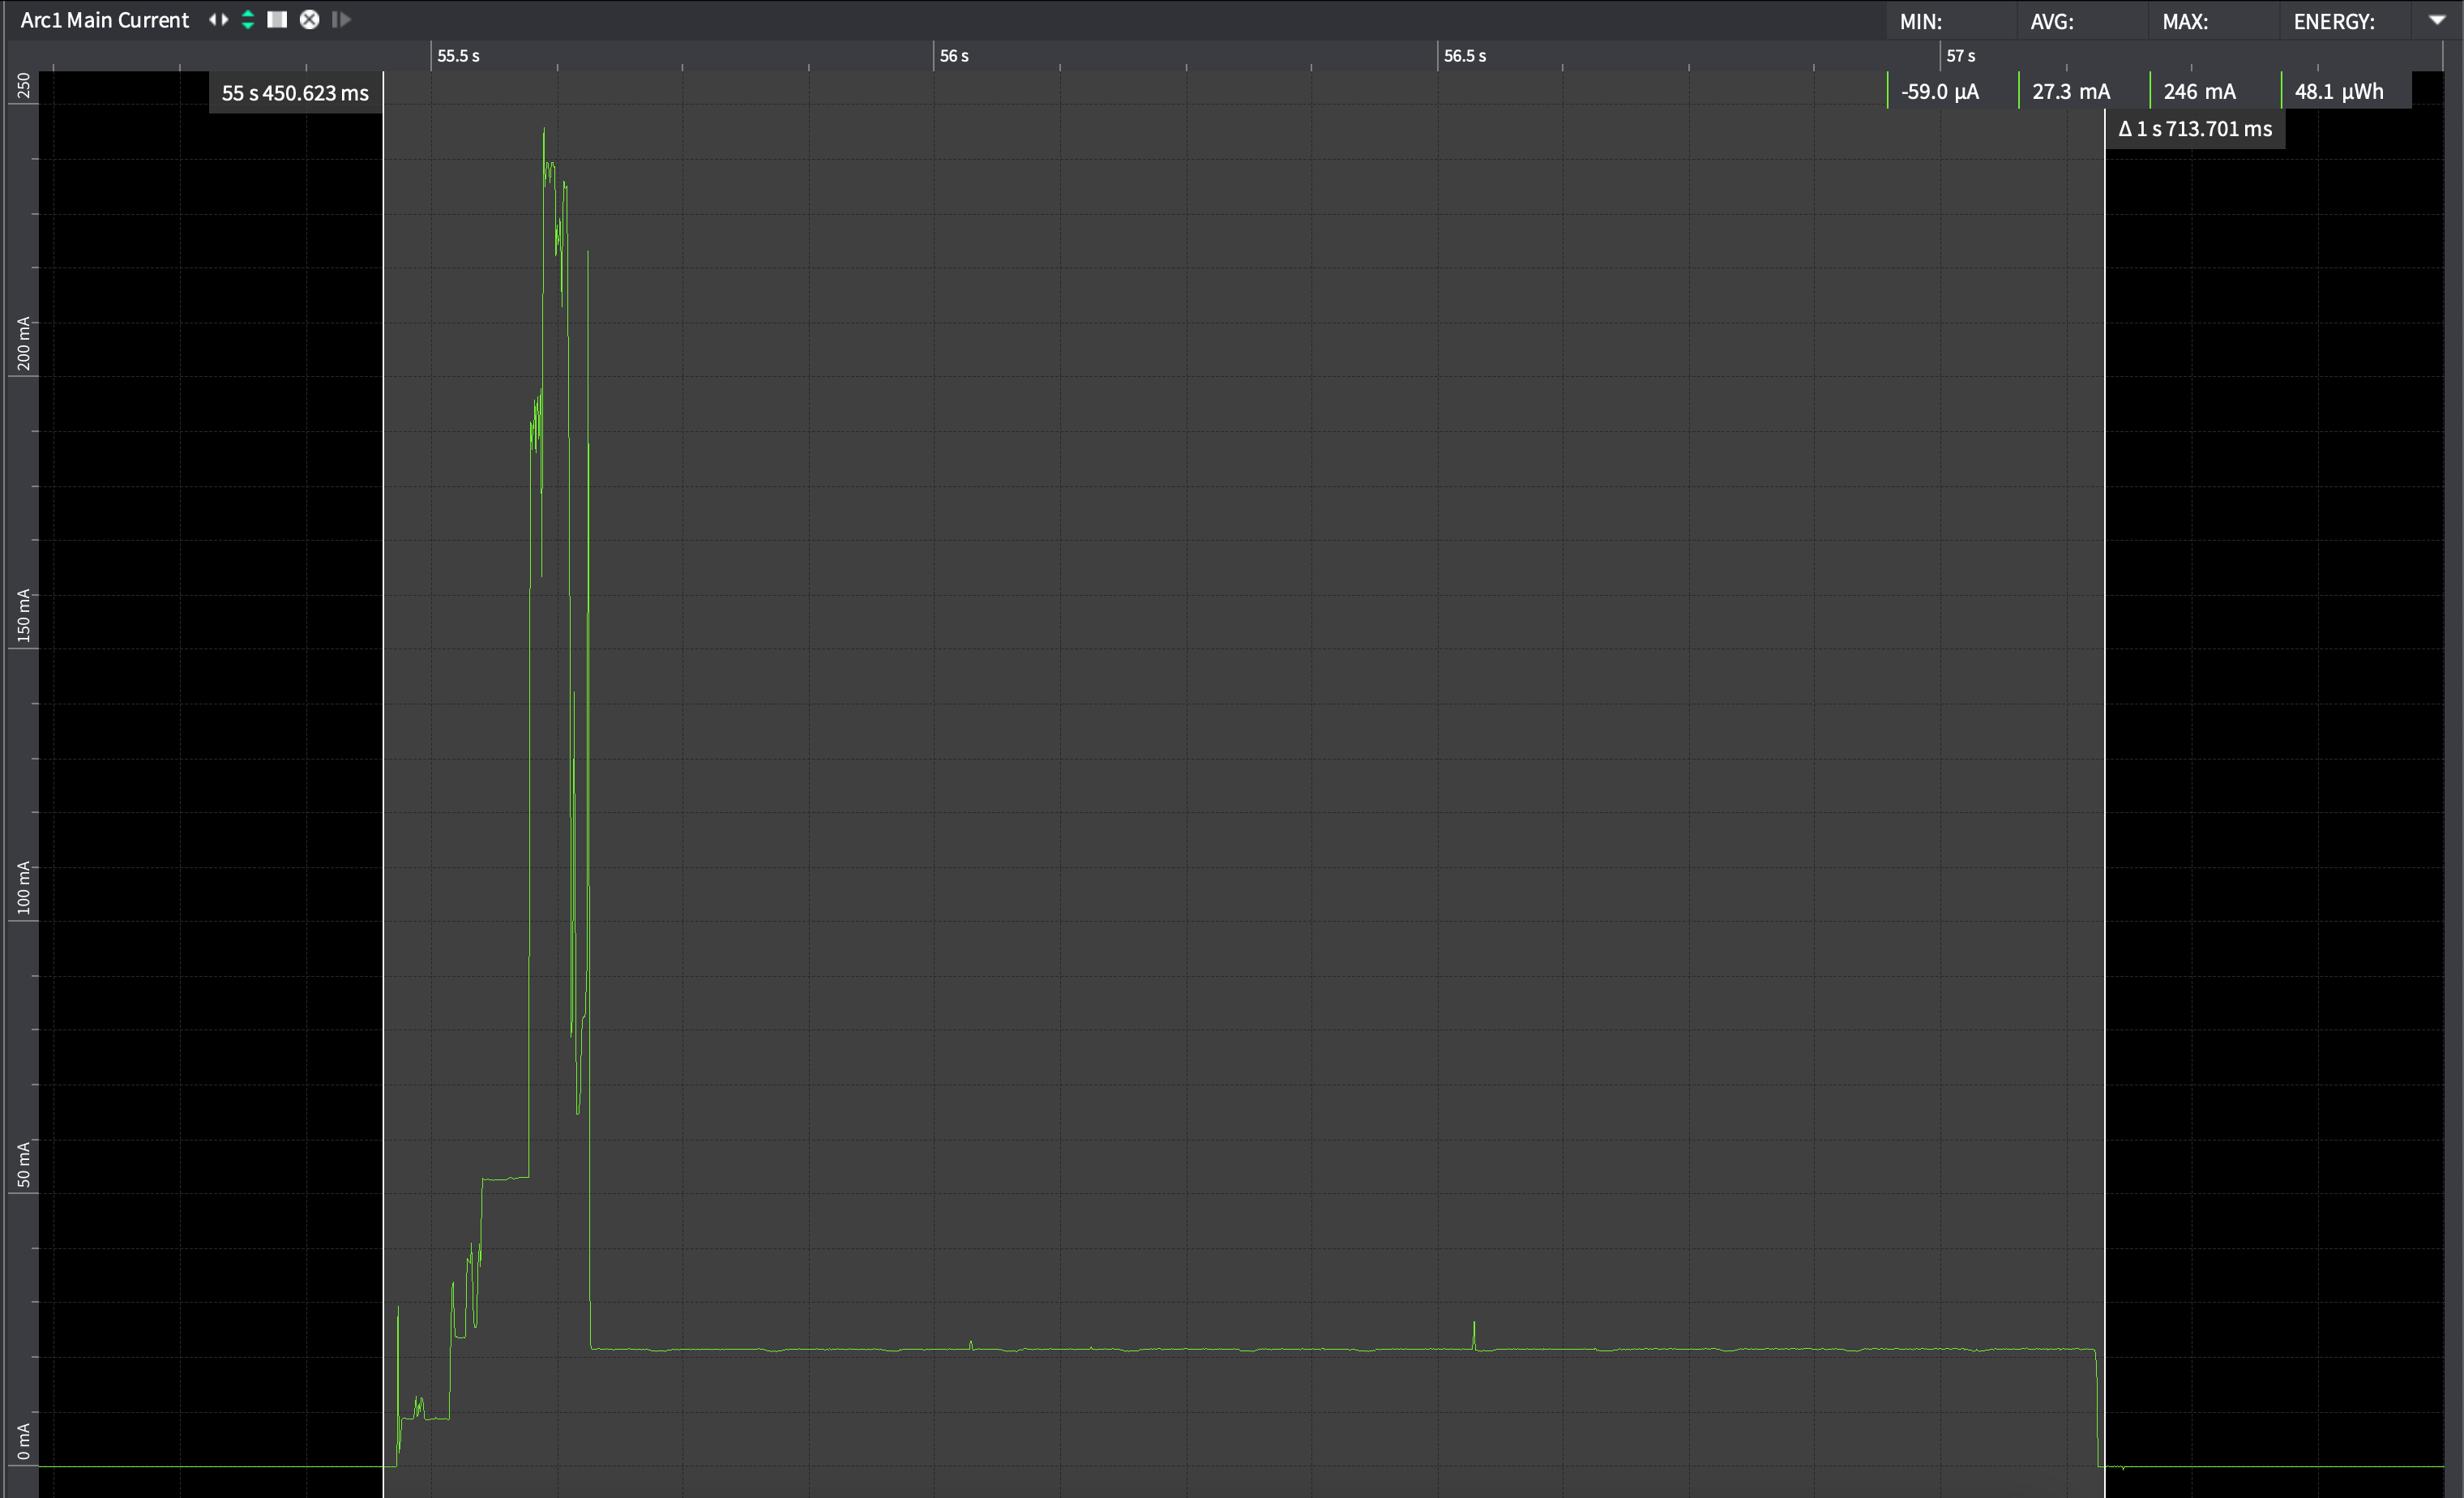 Arc1 Main Current
MIN: AVG: MAX: ENERGY:
55.5 s 56 s 56.5 s 57 s
55 s 450.623 ms
-59.0 µA 27.3 mA 246 mA 48.1 µWh
Δ 1 s 713.701 ms
250
200 mA
150 mA
100 mA
50 mA
0 mA